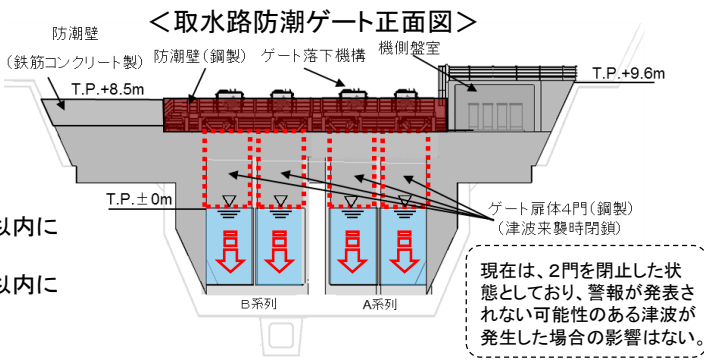 ＜取水路防潮ゲート正面図＞
防潮壁
（鉄筋コンクリート製）
防潮壁（鋼製）
ゲート落下機構
機側盤室
T.P.+8.5m
T.P.+9.6m
T.P.±0m
以内に
以内に
ゲート扉体4門（鋼製）
（津波来襲時閉鎖）
B系列
A系列
現在は、２門を閉止した状
態としており、警報が発表さ
れない可能性のある津波が
発生した場合の影響はない。